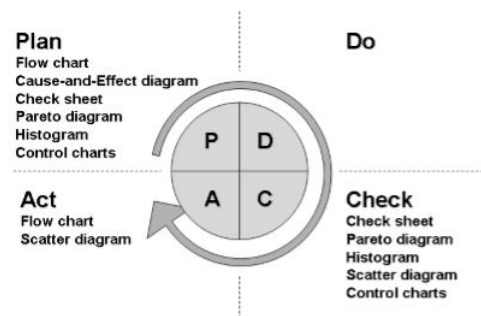 Plan
Flow chart
Cause-and-Effect diagram
Check sheet
Pareto diagram
Histogram
Control charts
Do
P
D
A
C
Act
Flow chart
Scatter diagram
Check
Check sheet
Pareto diagram
Histogram
Scatter diagram
Control charts